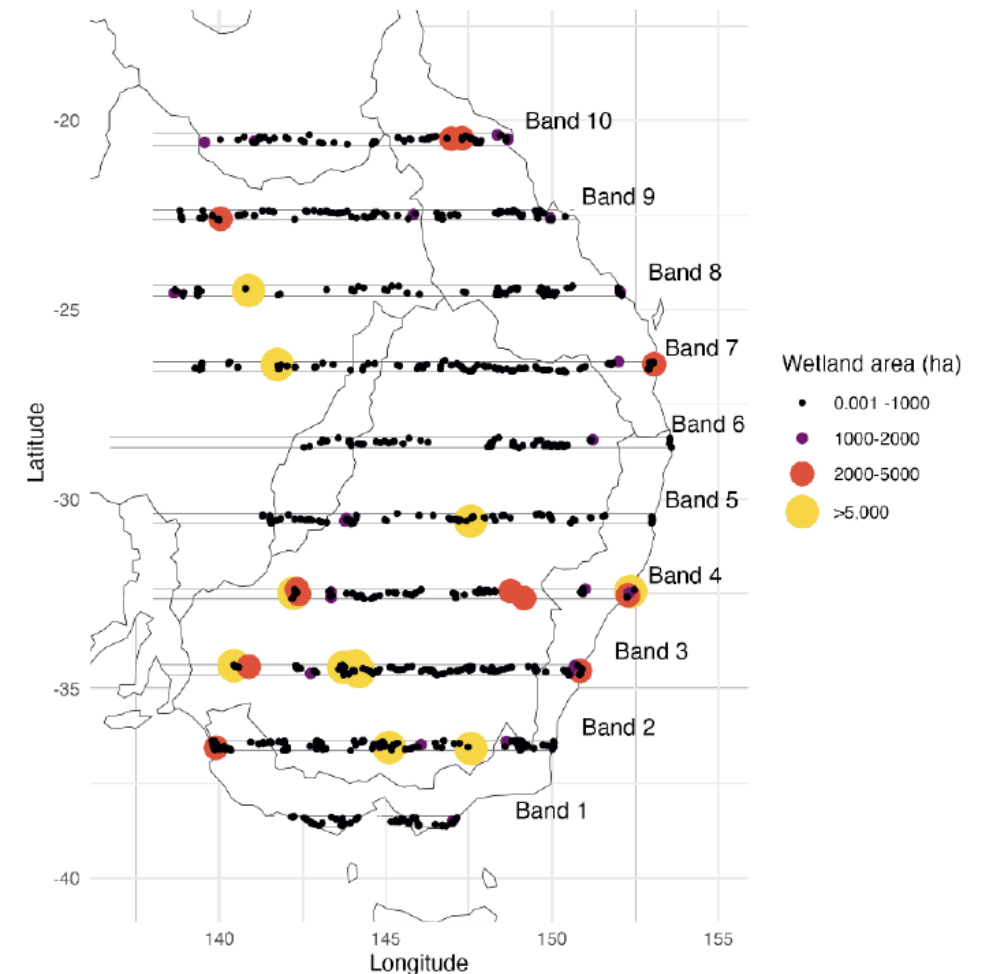 Band 10
-20
Band 9
Band 8
-25
Band 7
Band 6
-30
Band 5
Band 4
Band 3
-35
Band 2
Band 1
-40
140
145
150
155
Longitude
Latitude
Wetland area (ha)
0.001 -1000
1000-2000
2000-5000
>5,000